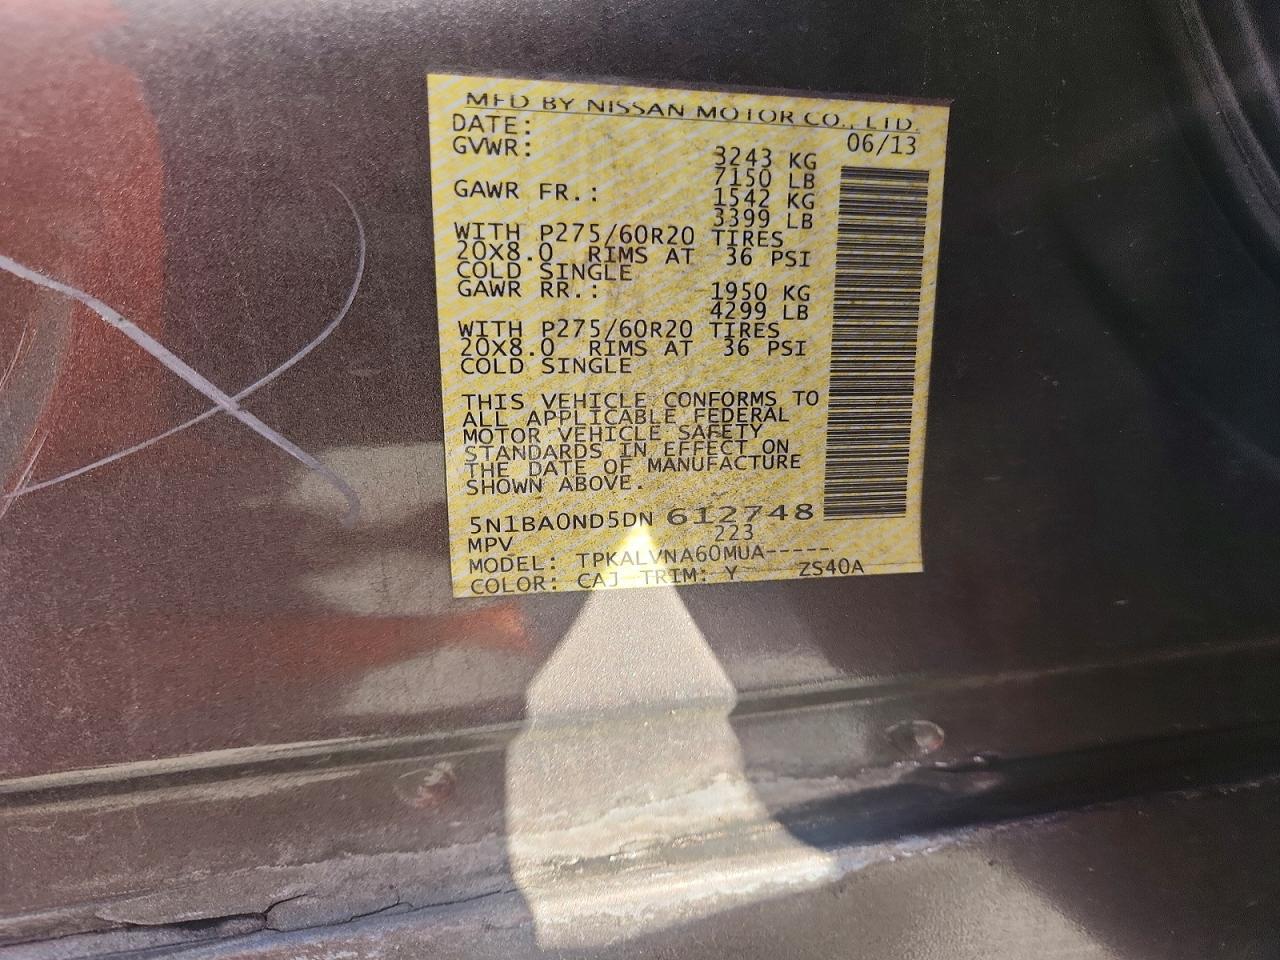 MFD BY NISSAN MOTOR CO., LTD.
DATE: 06/13
GVWR: 3243 KG
7150 LB
GAWR FR.: 1542 KG
3399 LB
WITH P275/60R20 TIRES
20X8.0 RIMS AT 36 PSI
COLD SINGLE
GAWR RR.: 1950 KG
4299 LB
WITH P275/60R20 TIRES
20X8.0 RIMS AT 36 PSI
COLD SINGLE
THIS VEHICLE CONFORMS TO
ALL APPLICABLE FEDERAL
MOTOR VEHICLE SAFETY
STANDARDS IN EFFECT ON
THE DATE OF MANUFACTURE
SHOWN ABOVE.
5N1BA0ND5DN 612748
MPV 223
MODEL: TPKALVNA60MUA-----
COLOR: CAJ TRIM: Y ZS40A